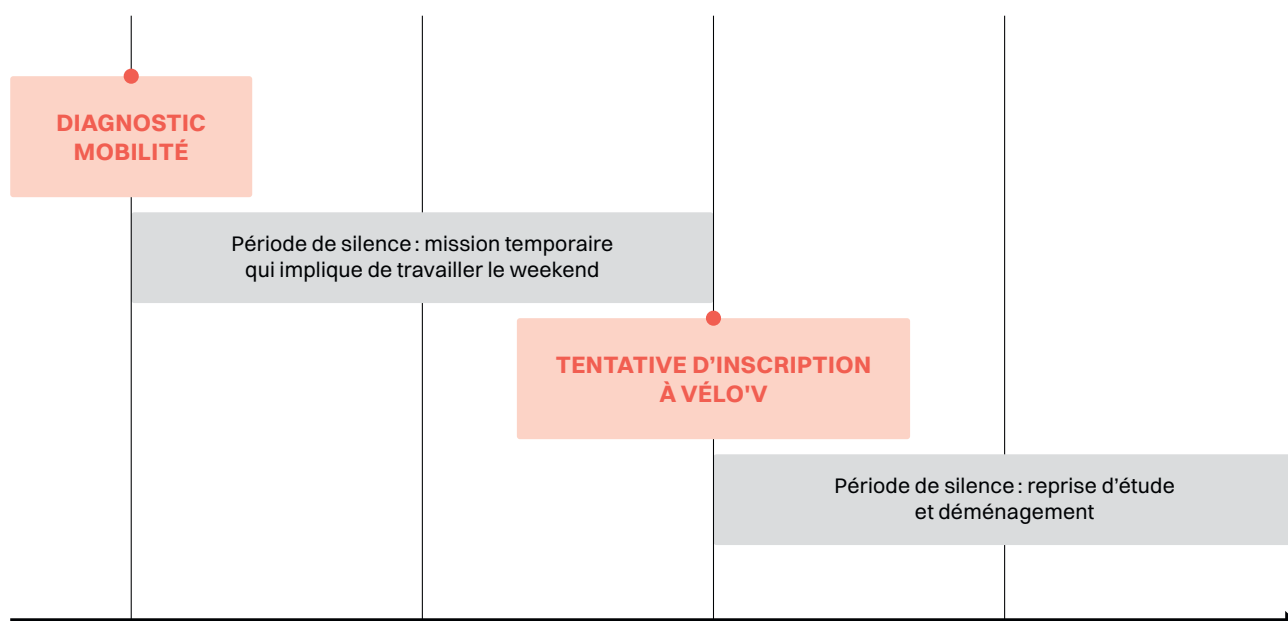 DIAGNOSTIC
MOBILITÉ
Période de silence : mission temporaire
qui implique de travailler le weekend
TENTATIVE D’INSCRIPTION
À VÉLO'V
Période de silence : reprise d’étude
et déménagement